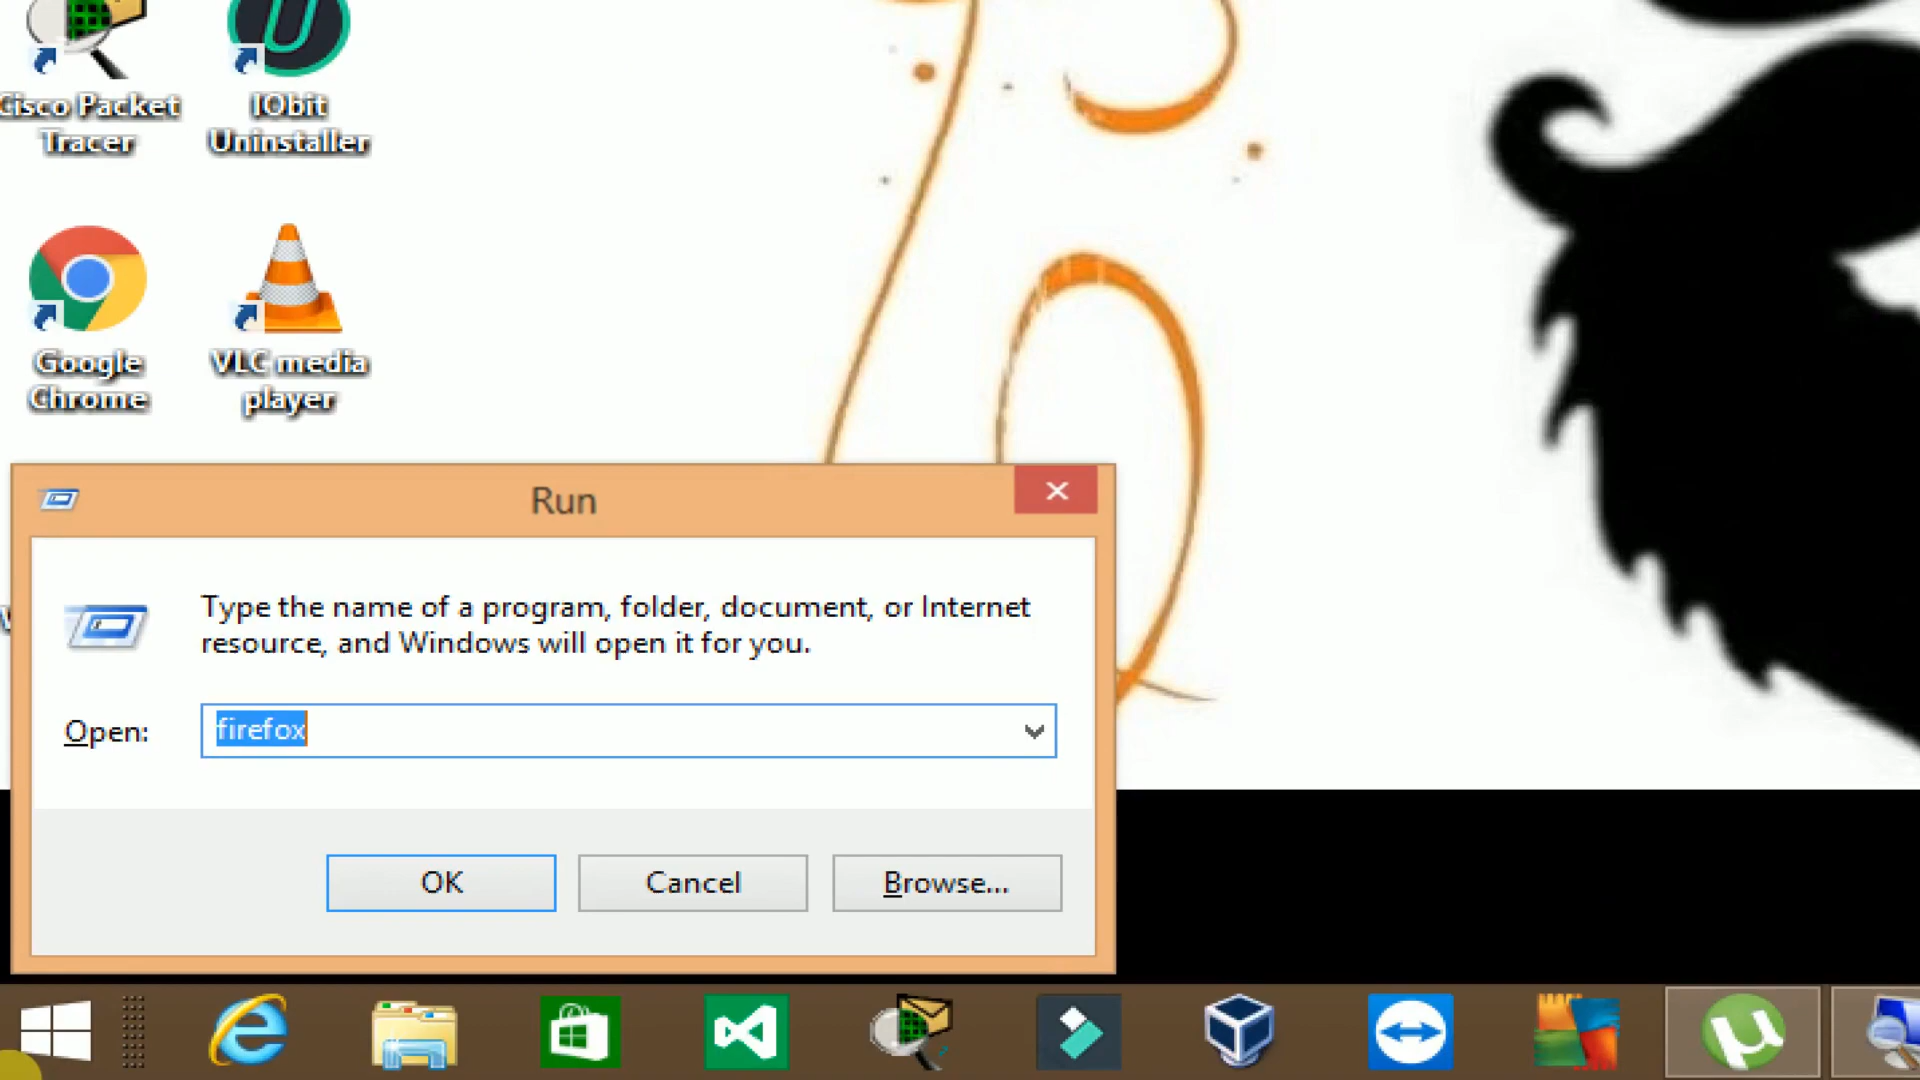 Cisco Packet
Tracer
IObit
Uninstaller
Google
Chrome
VLC media
player
Run
Type the name of a program, folder, document, or Internet
resource, and Windows will open it for you.
Open:
firefox
OK
Cancel
Browse...